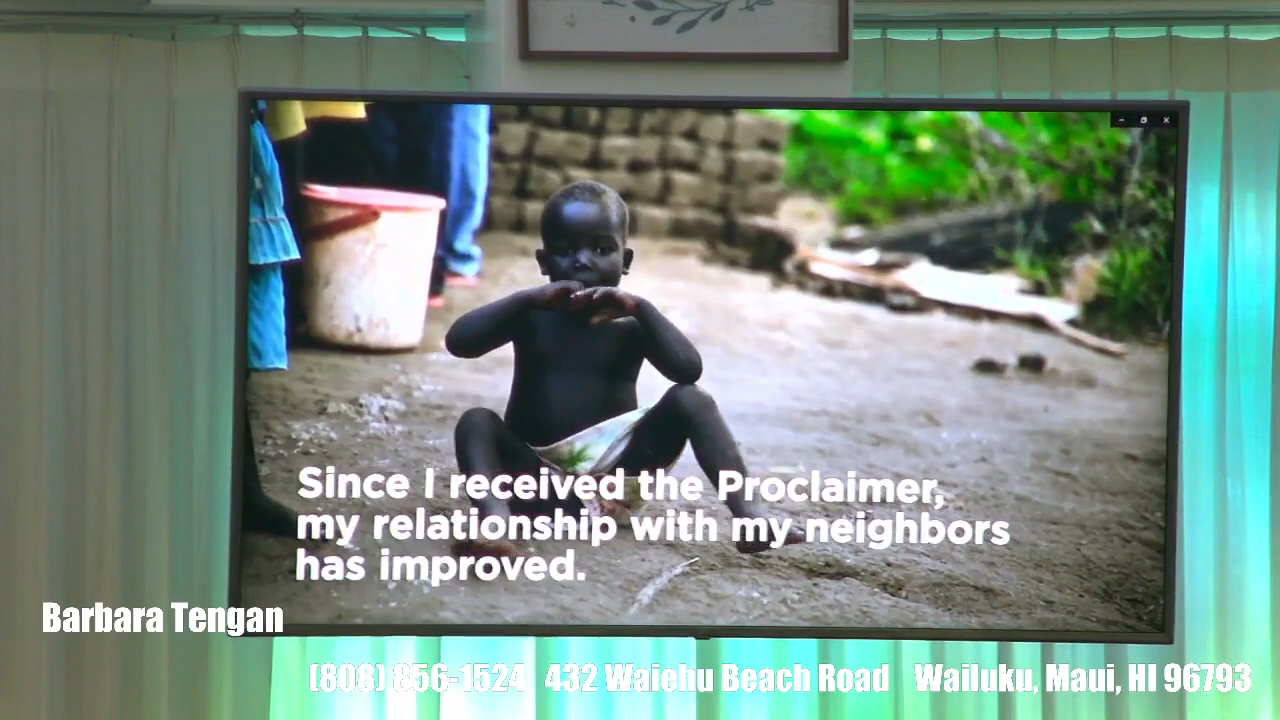 Since I received the Proclaimer,
my relationship with my neighbors
has improved.
Barbara Tengan
(808) 856-1524 432 Waiehu Beach Road Wailuku, Maui, HI 96793